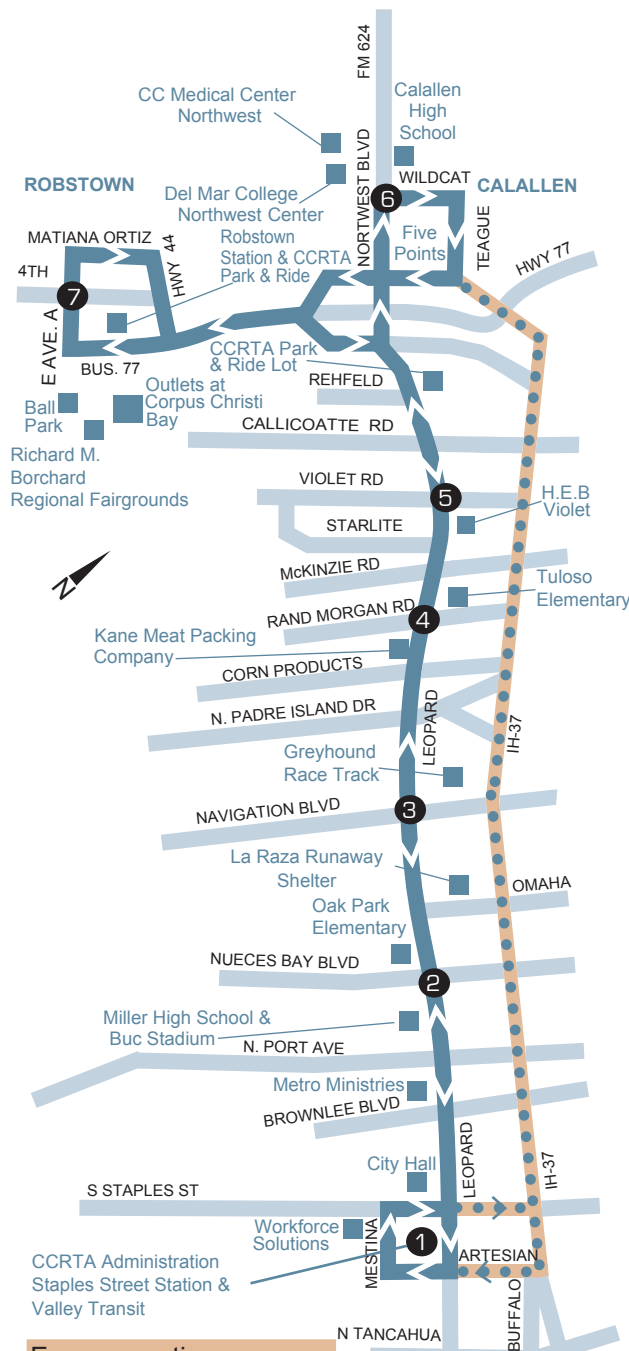 FM 624
CC Medical Center
Northwest
Calallen
High
School
NORTHWEST BLVD
WILDCAT
ROBSTOWN
Del Mar College
Northwest Center
6
CALALLEN
MATIANA ORTIZ
HWY 44
Robstown
Station & CCRTA
Park & Ride
Five
Points
TEAGUE
HWY 77
4TH
7
E AVE. A
BUS. 77
CCRTA Park
& Ride Lot
REHFELD
Ball
Park
Outlets at
Corpus Christi
Bay
CALLICOATTE RD
Richard M.
Borchard
Regional Fairgrounds
VIOLET RD
5
H.E.B
Violet
STARLITE
N
McKINZIE RD
Tuloso
Elementary
RAND MORGAN RD
4
Kane Meat Packing
Company
CORN PRODUCTS
N. PADRE ISLAND DR
LEOPARD
IH-37
Greyhound
Race Track
NAVIGATION BLVD
3
La Raza Runaway
Shelter
OMAHA
Oak Park
Elementary
NUECES BAY BLVD
2
Miller High School &
Buc Stadium
N. PORT AVE
Metro Ministries
BROWNLEE BLVD
LEOPARD
IH-37
City Hall
S STAPLES ST
Workforce
Solutions
MESTINA
1
ARTESIAN
CCRTA Administration
Staples Street Station &
Valley Transit
BUFFALO
N TANCAHUA